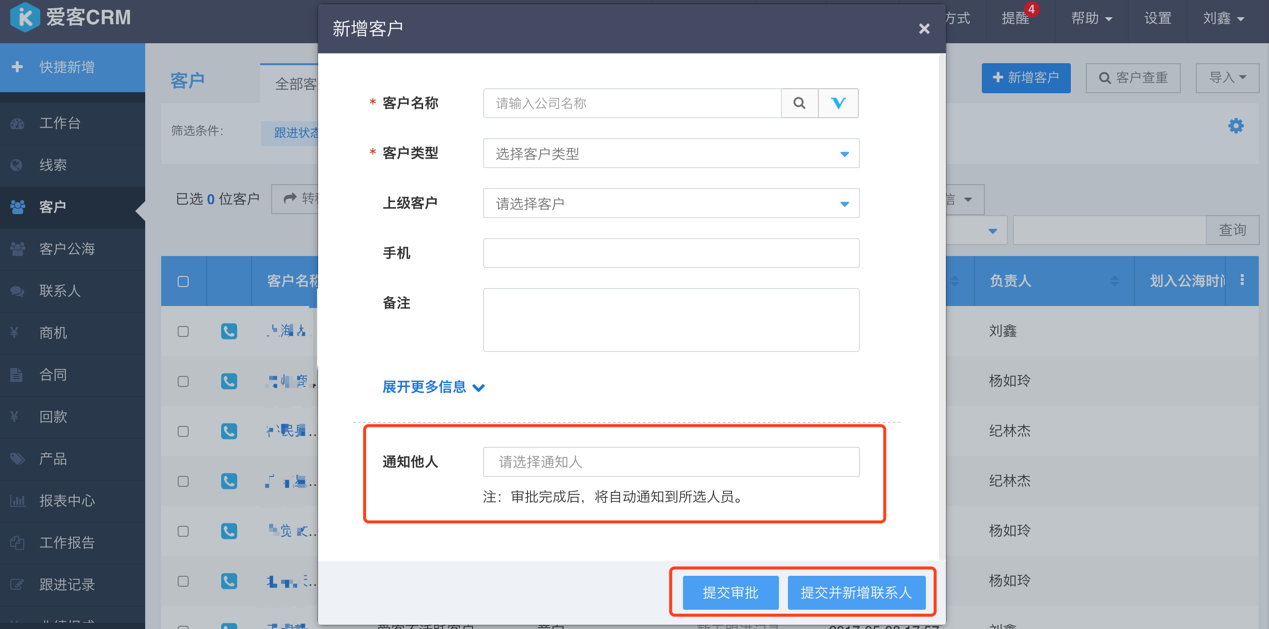 爱客CRM
方式
提醒
4
帮助
设置
刘鑫
快捷新增
工作台
线索
客户
客户公海
联系人
商机
合同
回款
产品
报表中心
工作报告
跟进记录
客户
全部客
新增客户
客户查重
导入
筛选条件:
跟进状态
已选 0 位客户
转移
信
查询
客户名称
负责人
划入公海时间
刘鑫
杨如玲
纪林杰
纪林杰
杨如玲
杨如玲
新增客户
×
* 客户名称
请输入公司名称
* 客户类型
选择客户类型
上级客户
请选择客户
手机
备注
展开更多信息
通知他人
请选择通知人
注：审批完成后，将自动通知到所选人员。
提交审批
提交并新增联系人